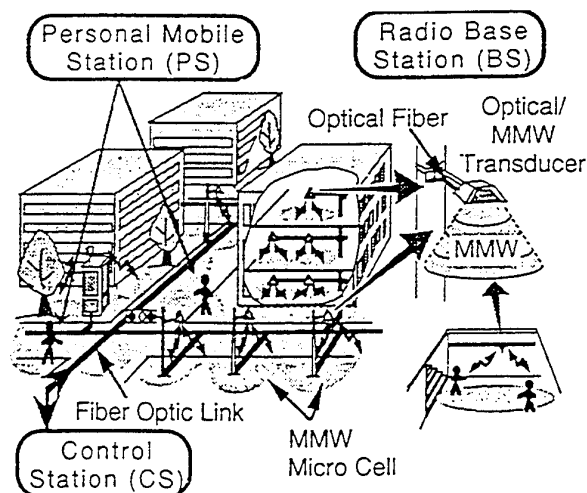 Personal Mobile
Station (PS)
Radio Base
Station (BS)
Optical Fiber
Optical/
MMW
Transducer
MMW
Fiber Optic Link
MMW
Micro Cell
Control
Station (CS)